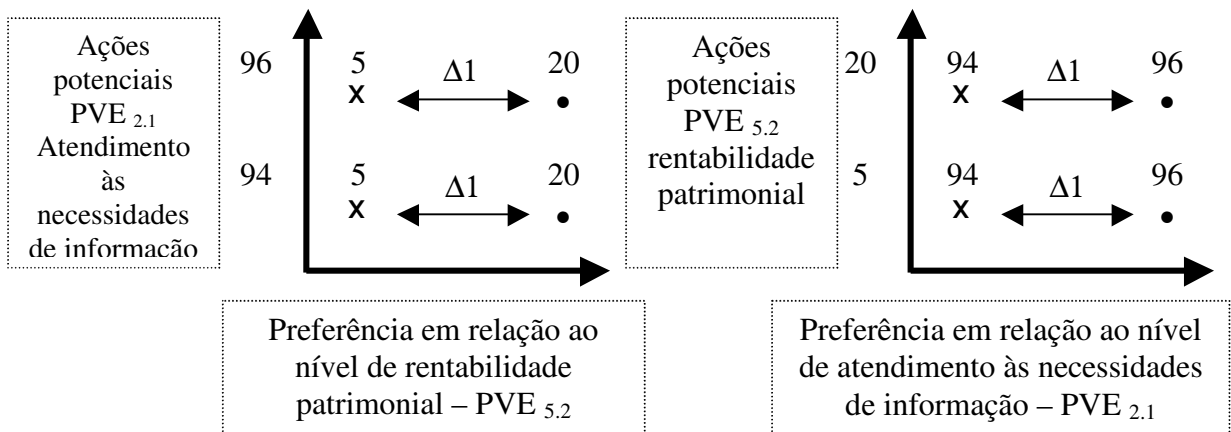 Ações
potenciais
PVE 2.1
Atendimento
às
necessidades
de informação
96 5 Δ1 20
x •
94 5 Δ1 20
x •
Preferência em relação ao
nível de rentabilidade
patrimonial – PVE 5.2
Ações
potenciais
PVE 5.2
rentabilidade
patrimonial
20 94 Δ1 96
x •
5 94 Δ1 96
x •
Preferência em relação ao nível
de atendimento às necessidades
de informação – PVE 2.1